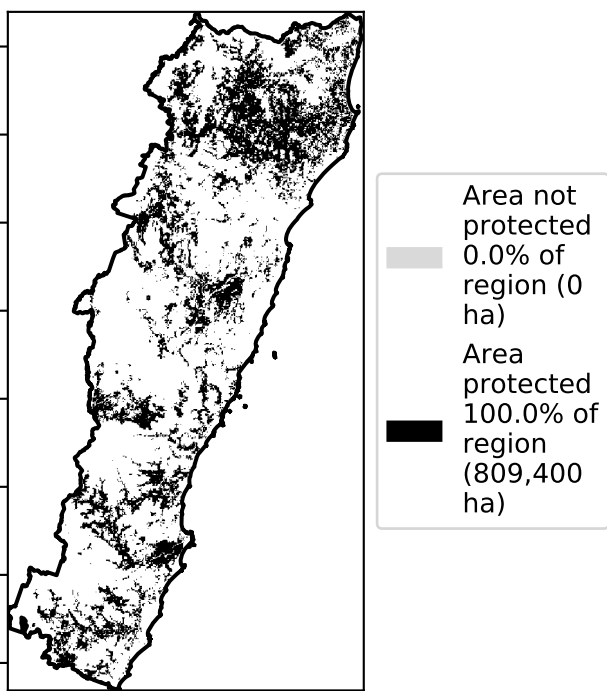 Area not
protected
0.0% of
region (0
ha)
Area
protected
100.0% of
region
(809,400
ha)